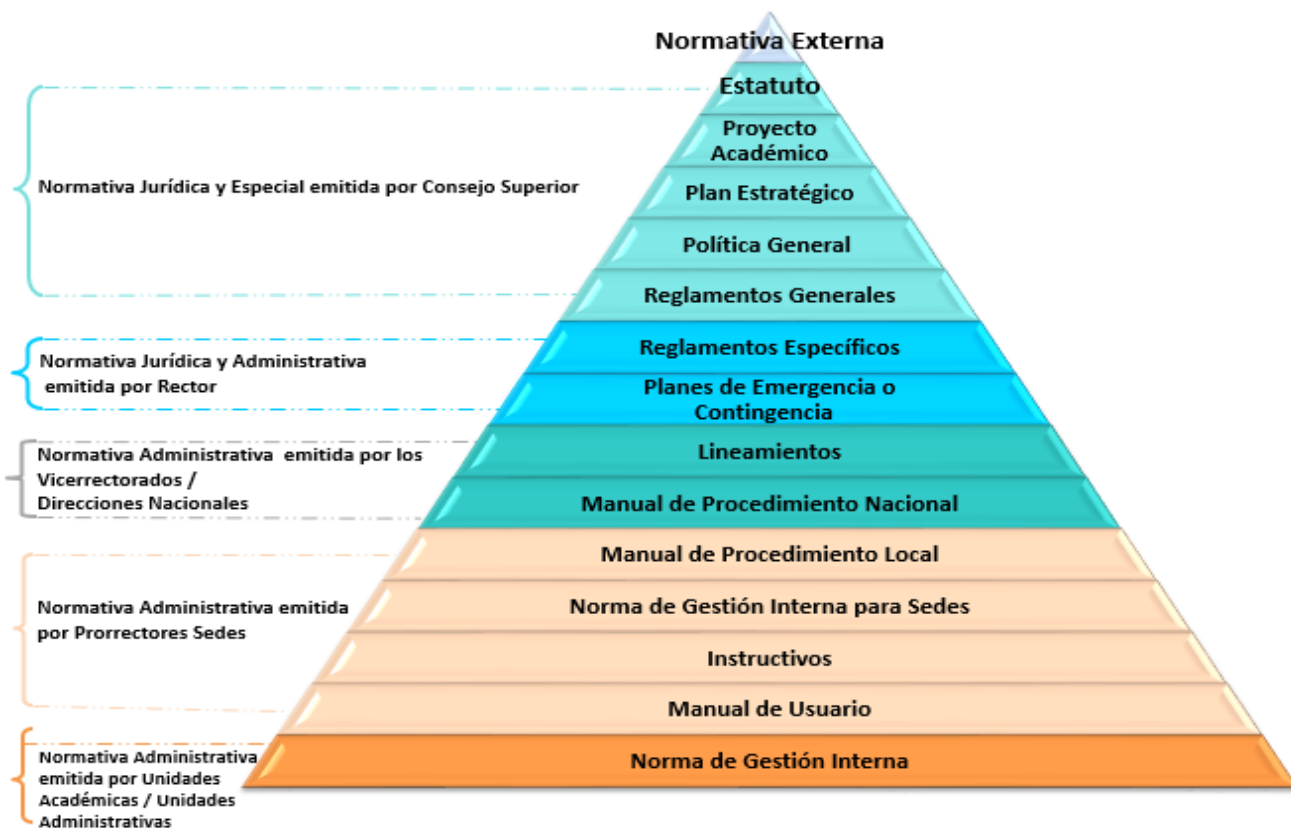 Normativa Externa
Estatuto
Proyecto
Académico
Plan Estratégico
Política General
Reglamentos Generales
Reglamentos Específicos
Planes de Emergencia o
Contingencia
Lineamientos
Manual de Procedimiento Nacional
Manual de Procedimiento Local
Norma de Gestión Interna para Sedes
Instructivos
Manual de Usuario
Norma de Gestión Interna
Normativa Jurídica y Especial emitida por Consejo Superior
Normativa Jurídica y Administrativa
emitida por Rector
Normativa Administrativa emitida por los
Vicerrectorados /
Direcciones Nacionales
Normativa Administrativa emitida
por Prorrectores Sedes
Normativa Administrativa
emitida por Unidades
Académicas / Unidades
Administrativas